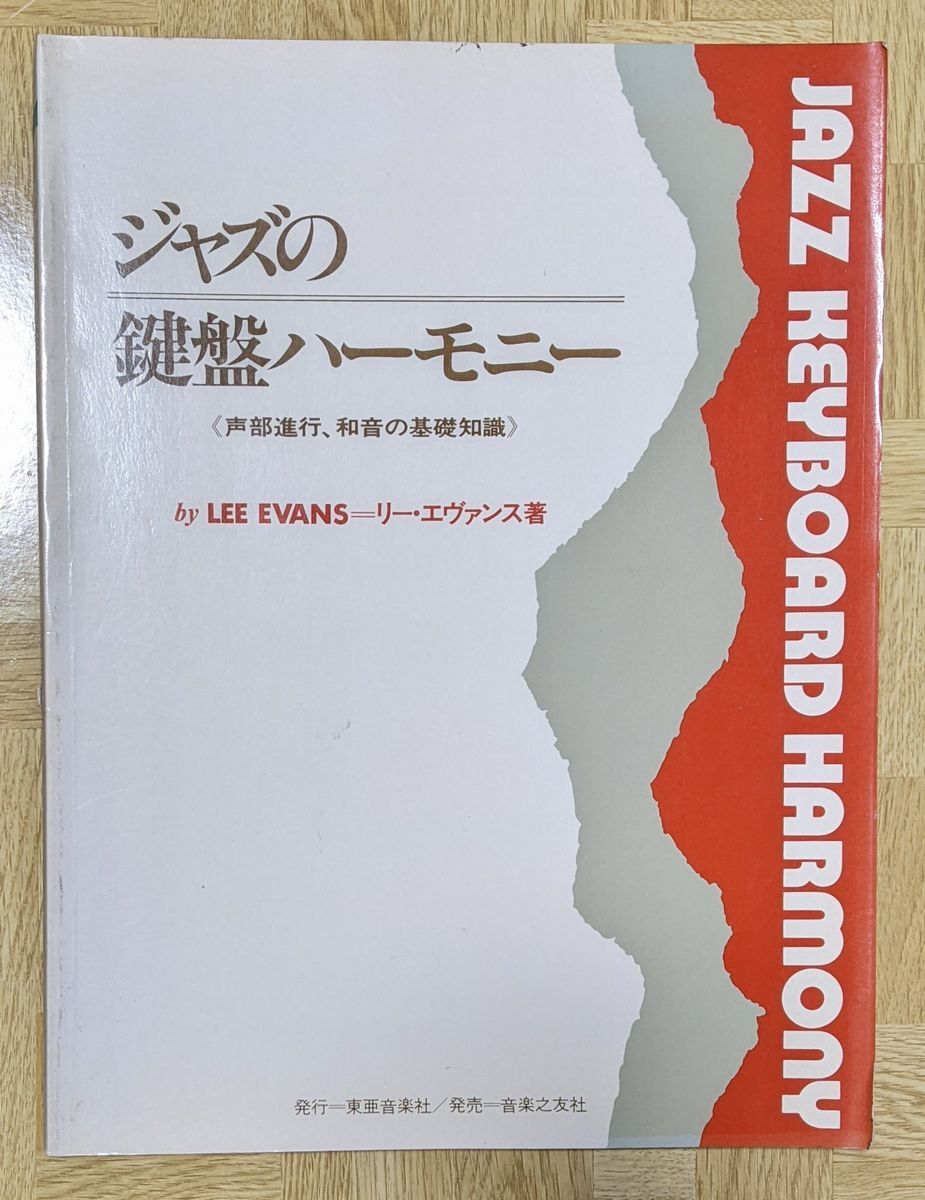 ジャズの
鍵盤ハーモニー
《声部進行、和音の基礎知識》
by LEE EVANS=リー・エヴァンス著
発行=東亜音楽社/発売=音楽之友社
JAZZ KEYBOARD HARMONY